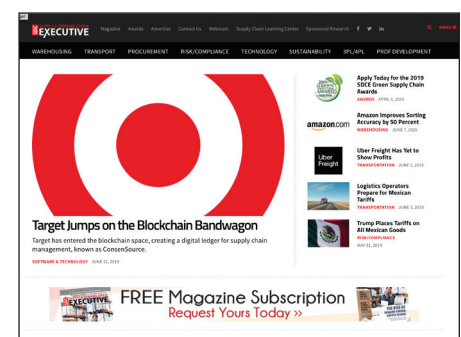 SUPPLY & DEMAND CHAIN
EXECUTIVE
Magazine Awards Advertise Contact Us Webinars Supply Chain Learning Center Sponsored Research
MENU
WAREHOUSING TRANSPORT PROCUREMENT RISK/COMPLIANCE TECHNOLOGY SUSTAINABILITY 3PL/4PL PROF DEVELOPMENT
Target Jumps on the Blockchain Bandwagon
Target has entered the blockchain space, creating a digital ledger for supply chain
management, known as ConsenSource.
SOFTWARE & TECHNOLOGY JUNE 11, 2019
Apply Today for the 2019
SDCE Green Supply Chain
Awards
AWARDS APRIL 1, 2019
amazon.com
Amazon Improves Sorting
Accuracy by 50 Percent
WAREHOUSING JUNE 7, 2019
Uber
Freight
Uber Freight Has Yet to
Show Profits
TRANSPORTATION JUNE 3, 2019
Logistics Operators
Prepare for Mexican
Tariffs
TRANSPORTATION JUNE 3, 2019
Trump Places Tariffs on
All Mexican Goods
RISK/COMPLIANCE
MAY 31, 2019
EXECUTIVE
FREE Magazine Subscription
Request Yours Today >>